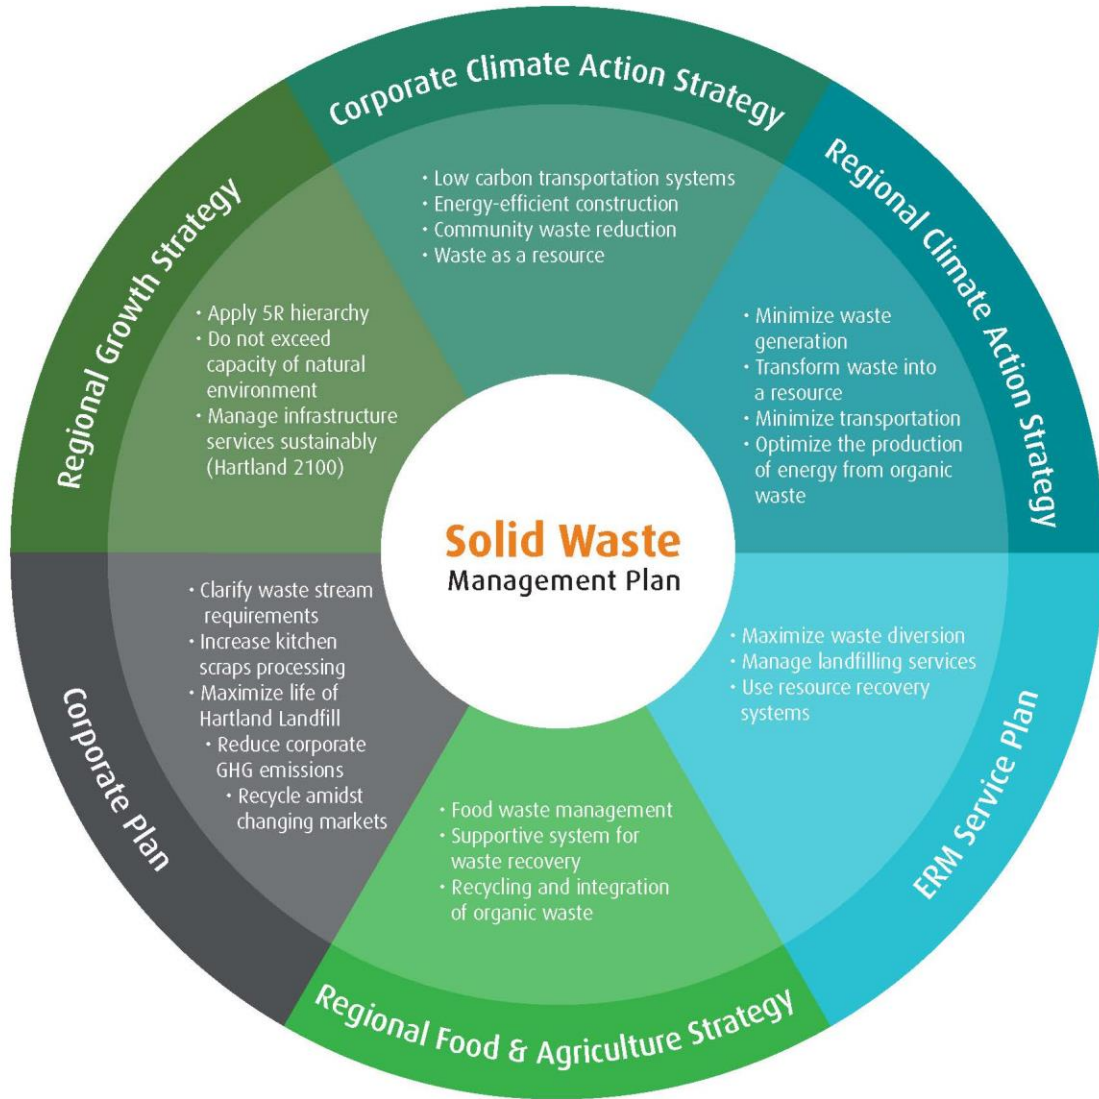 Corporate Climate Action Strategy
· Low carbon transportation systems
· Energy-efficient construction
· Community waste reduction
· Waste as a resource
Regional Climate Action Strategy
· Minimize waste
generation
· Transform waste into
a resource
· Minimize transportation
· Optimize the production
of energy from organic
waste
ERM Service Plan
· Maximize waste diversion
· Manage landfilling services
· Use resource recovery
systems
Regional Food & Agriculture Strategy
· Food waste management
· Supportive system for
waste recovery
· Recycling and integration
of organic waste
Corporate Plan
· Clarify waste stream
requirements
· Increase kitchen
scraps processing
· Maximize life of
Hartland Landfill
· Reduce corporate
GHG emissions
· Recycle amidst
changing markets
Regional Growth Strategy
· Apply 5R hierarchy
· Do not exceed
capacity of natural
environment
· Manage infrastructure
services sustainably
(Hartland 2100)
Solid Waste
Management Plan